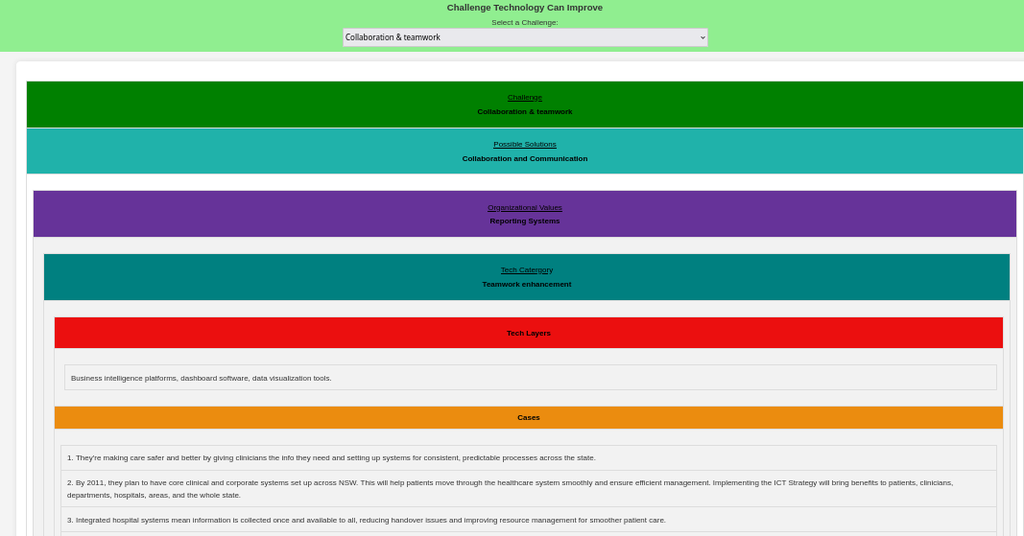 Challenge Technology Can Improve
Select a Challenge:
Collaboration & teamwork
Challenge
Collaboration & teamwork
Possible Solutions
Collaboration and Communication
Organizational Values
Reporting Systems
Tech Catergory
Teamwork enhancement
Tech Layers
Business intelligence platforms, dashboard software, data visualization tools.
Cases
1. They're making care safer and better by giving clinicians the info they need and setting up systems for consistent, predictable processes across the state.
2. By 2011, they plan to have core clinical and corporate systems set up across NSW. This will help patients move through the healthcare system smoothly and ensure efficient management. Implementing the ICT Strategy will bring benefits to patients, clinicians,
departments, hospitals, areas, and the whole state.
3. Integrated hospital systems mean information is collected once and available to all, reducing handover issues and improving resource management for smoother patient care.